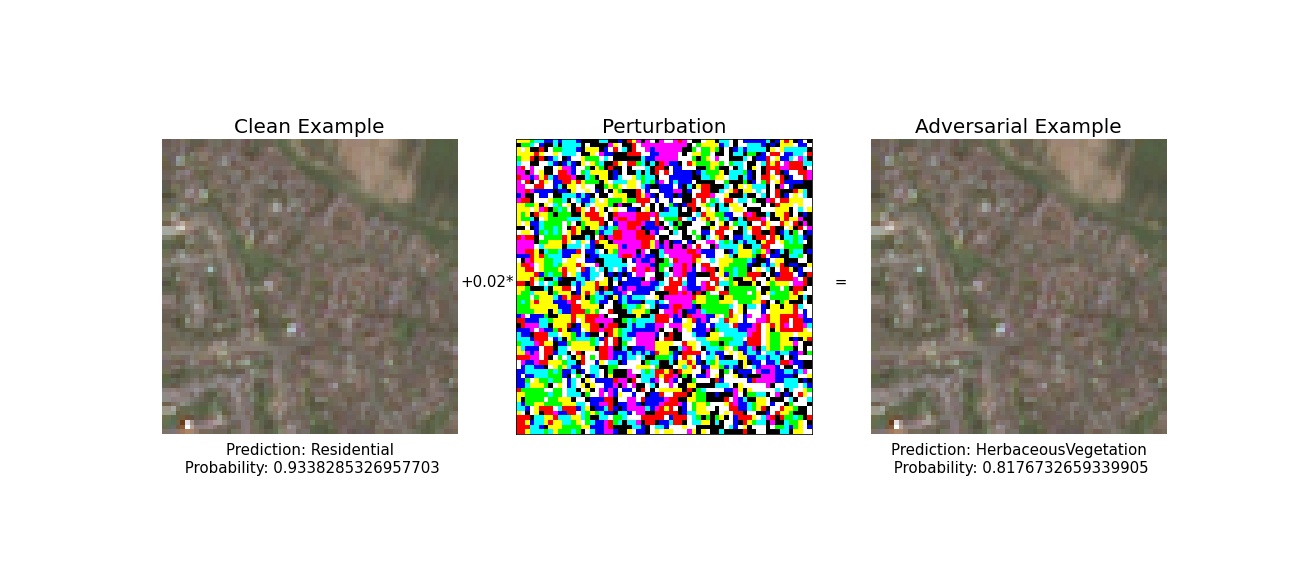 Clean Example
Perturbation
Adversarial Example
+0.02*
=
Prediction: Residential
Probability: 0.9338285326957703
Prediction: HerbaceousVegetation
Probability: 0.8176732659339905